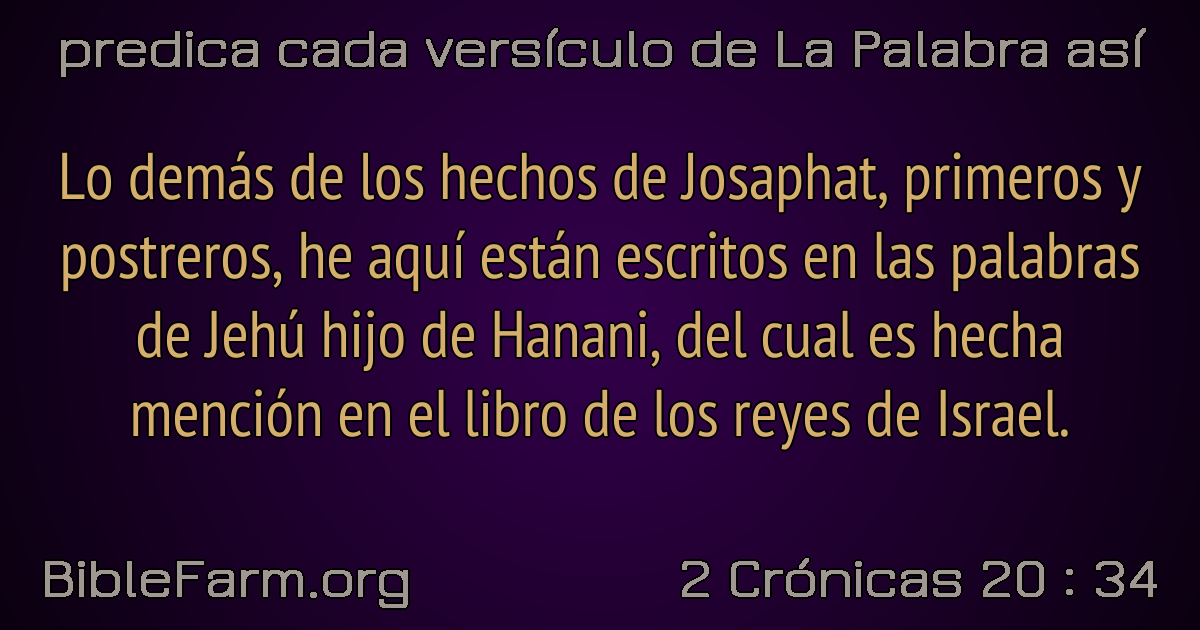 predica cada versículo de La Palabra así
Lo demás de los hechos de Josaphat, primeros y
postreros, he aquí están escritos en las palabras
de Jehú hijo de Hanani, del cual es hecha
mención en el libro de los reyes de Israel.
BibleFarm.org
2 Crónicas 20 : 34